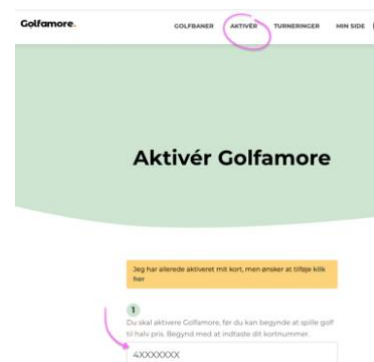 Golfamore.
GOLFBANER AKTIVÉR TURNERINGER MIN SIDE
Aktivér Golfamore
Jeg har allerede aktiveret mit kort, men ønsker at tilføje klik
her
1
Du skal aktivere Golfamore, før du kan begynde at spille golf
til halv pris. Begynd med at indtaste dit kortnummer.
4XXXXXXX